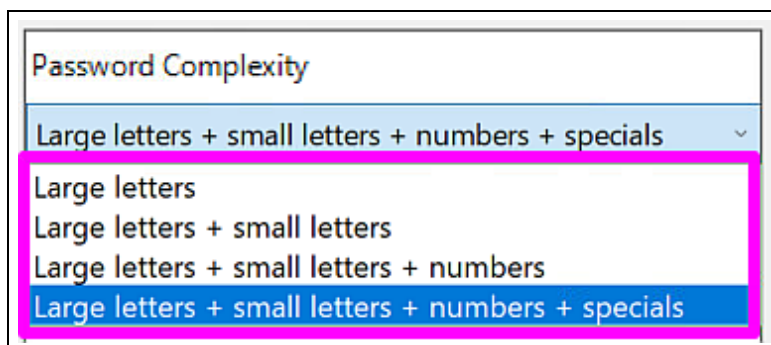 Password Complexity
Large letters + small letters + numbers + specials
Large letters
Large letters + small letters
Large letters + small letters + numbers
Large letters + small letters + numbers + specials